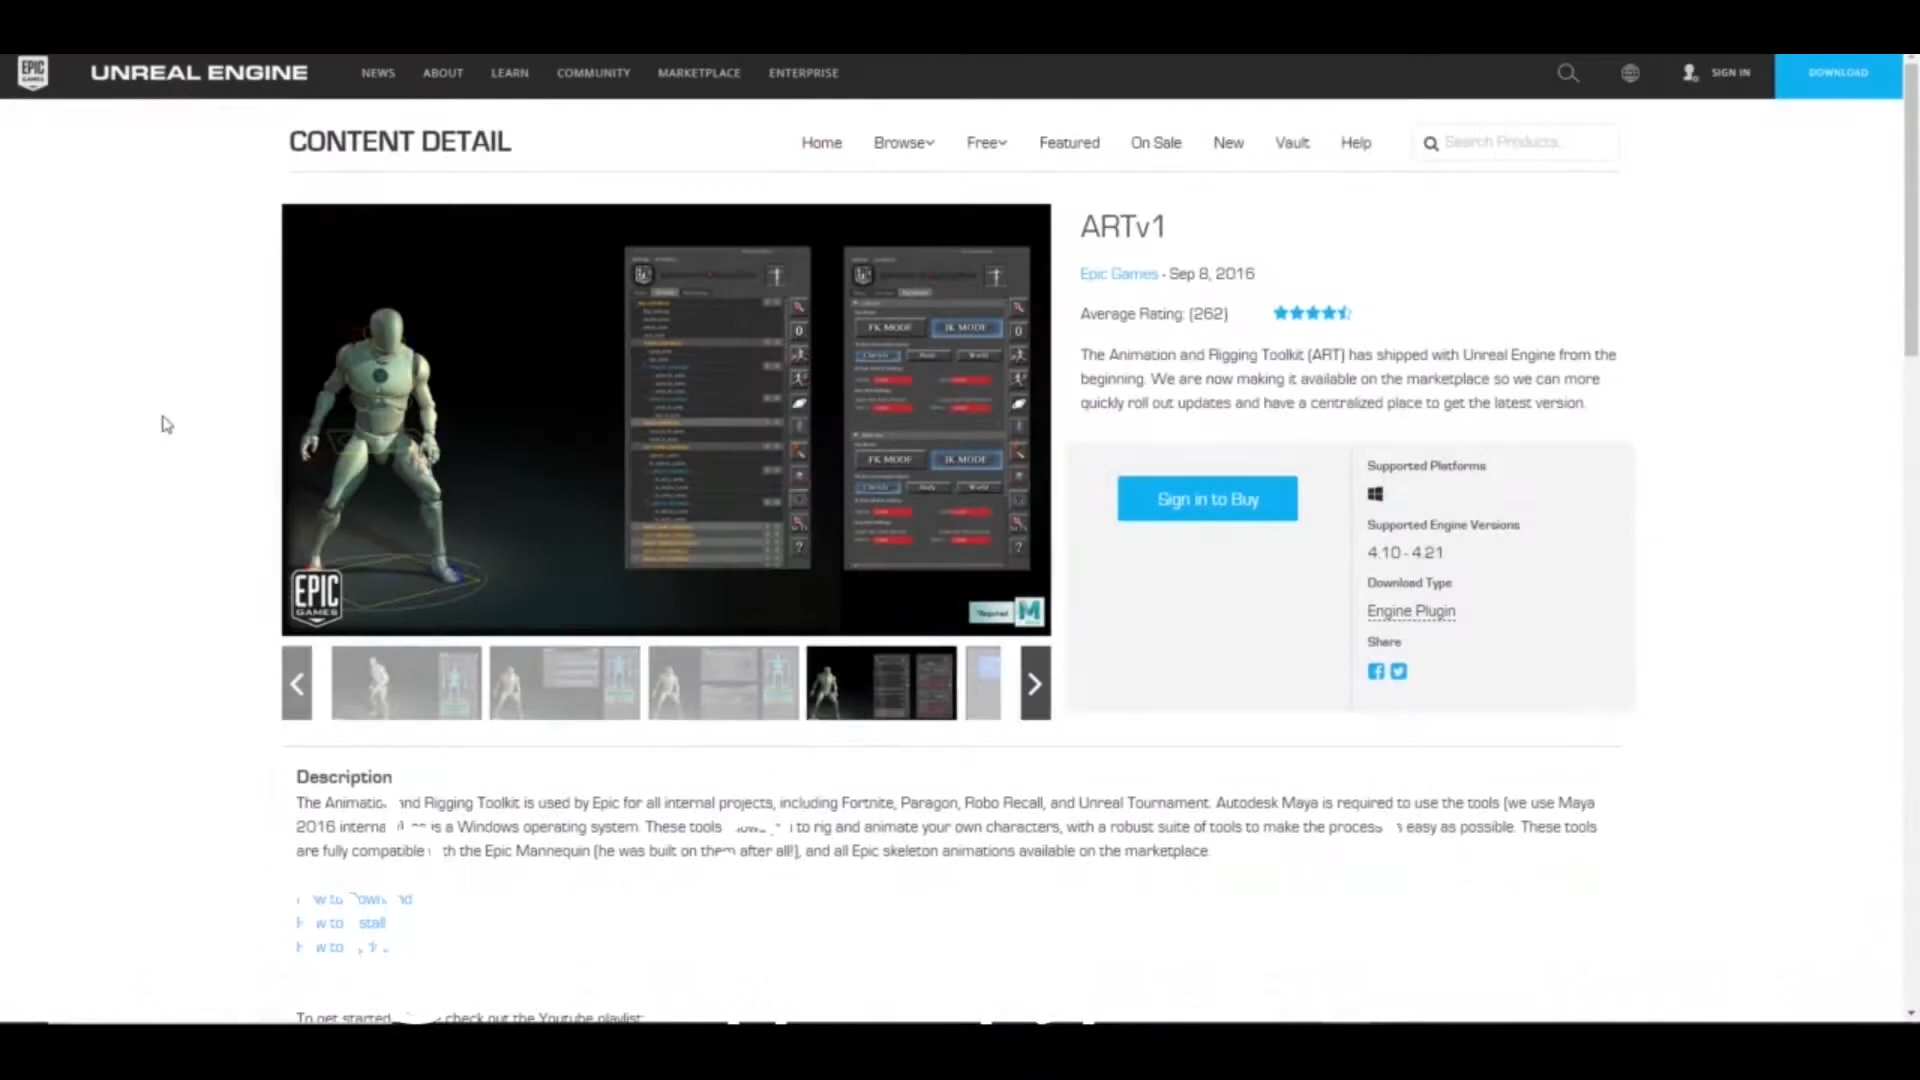 EPIC GAMES UNREAL ENGINE NEWS ABOUT LEARN COMMUNITY MARKETPLACE ENTERPRISE SIGN IN DOWNLOAD
CONTENT DETAIL Home Browse Free Featured On Sale New Vault Help Search Products...
ARTv1
Epic Games - Sep 8, 2016
Average Rating: (262)
The Animation and Rigging Toolkit (ART) has shipped with Unreal Engine from the
beginning. We are now making it available on the marketplace so we can more
quickly roll out updates and have a centralized place to get the latest version.
FK MODE IK MODE
FK MODE IK MODE
EPIC GAMES
Required M
Sign in to Buy
Supported Platforms
Supported Engine Versions
4.10 - 4.21
Download Type
Engine Plugin
Share
Description
The and Rigging Toolkit is used by Epic for all internal projects, including Fortnite, Paragon, Robo Recall, and Unreal Tournament. Autodesk Maya is required to use the tools (we use Maya
2016 is a Windows operating system. These tools to rig and animate your own characters, with a robust suite of tools to make the process easy as possible. These tools
are fully compatible the Epic Mannequin (he was built on them after all!), and all Epic skeleton animations available on the marketplace.
to
to
to
To get started, check out the Youtube playlist: